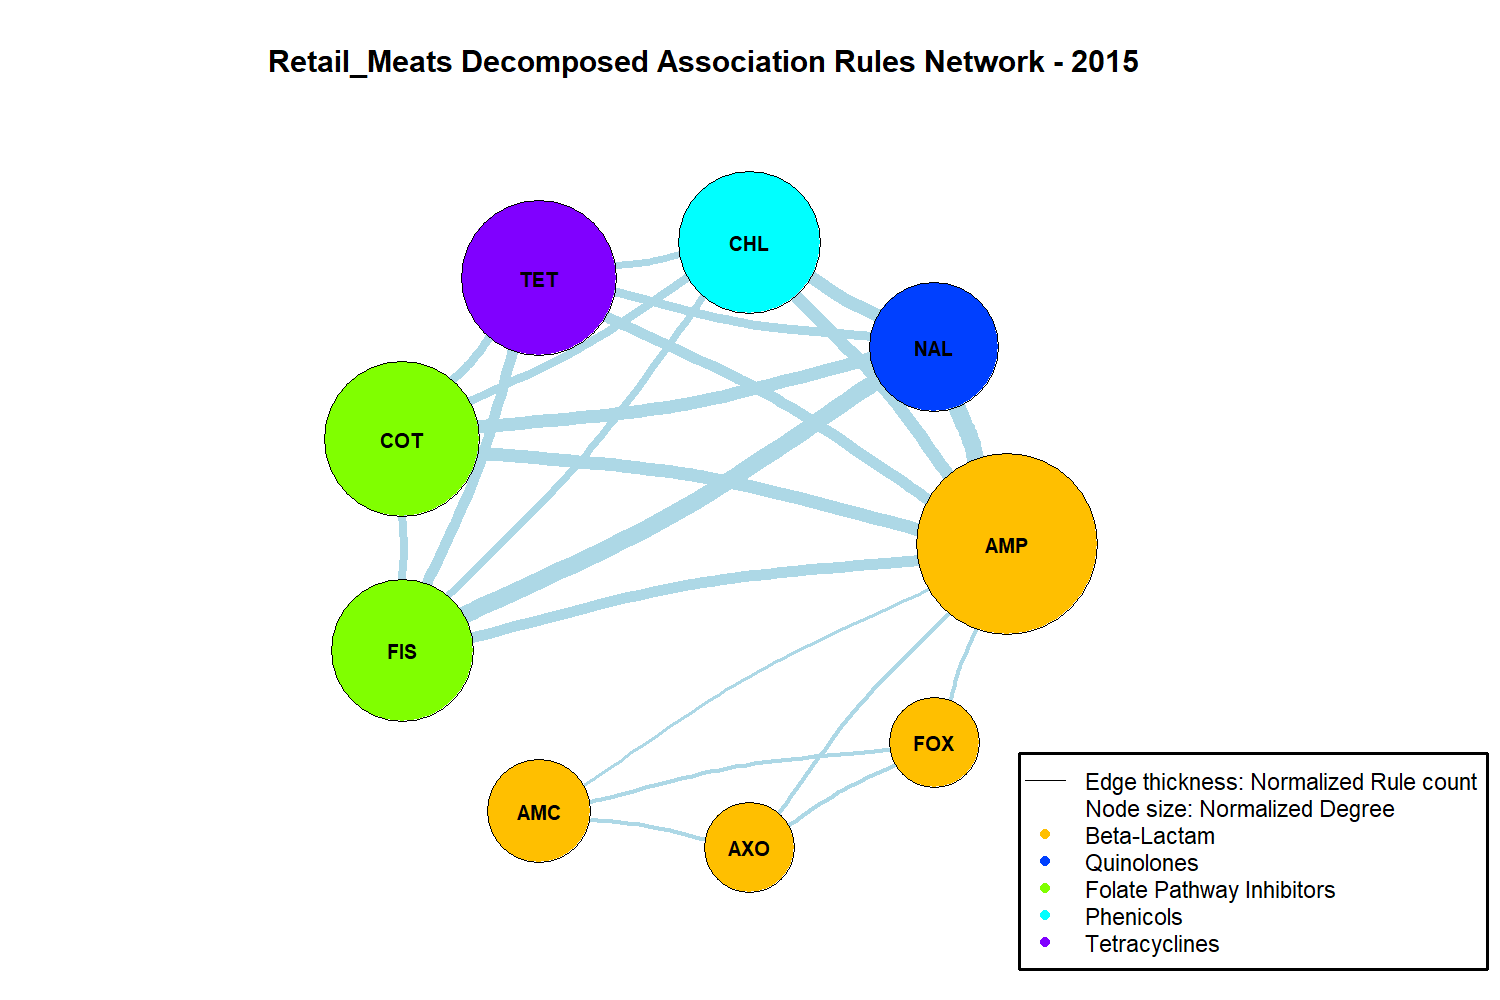 Retail_Meats Decomposed Association Rules Network - 2015
CHL
TET
NAL
COT
AMP
FIS
FOX
AMC
AXO
Edge thickness: Normalized Rule count
Node size: Normalized Degree
Beta-Lactam
Quinolones
Folate Pathway Inhibitors
Phenicols
Tetracyclines